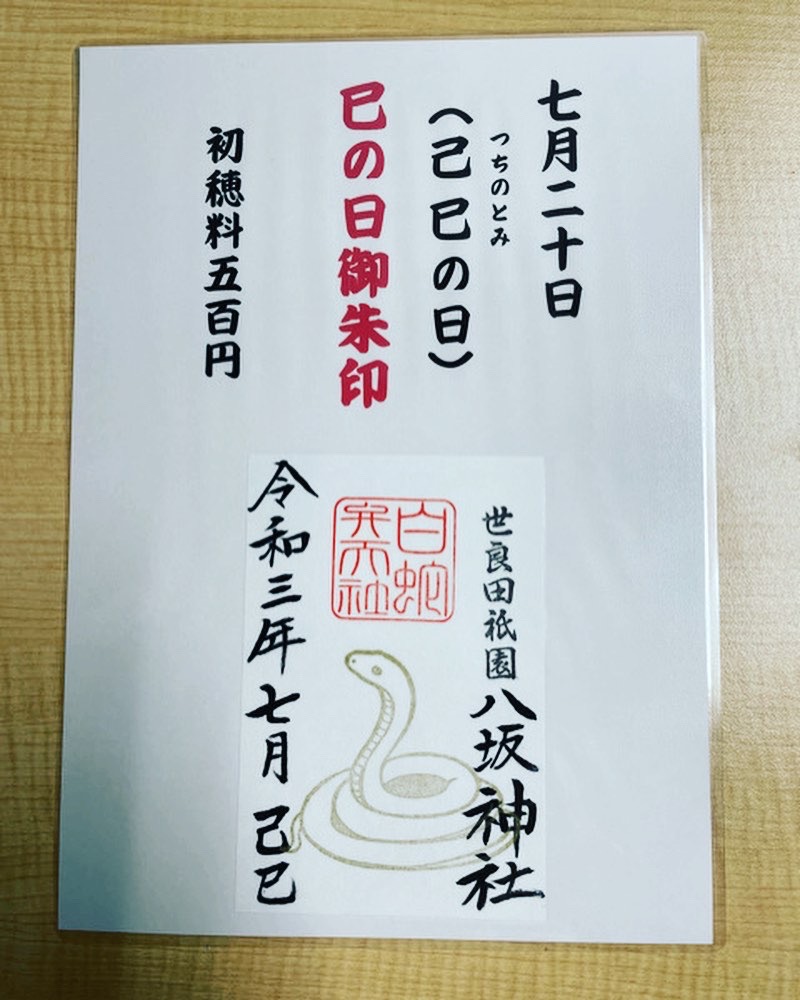 七月二十日
つちのとみ
（己巳の日）
巳の日御朱印
初穂料五百円
世良田祇園
八坂神社
白蛇
弁天社
令和三年七月己巳